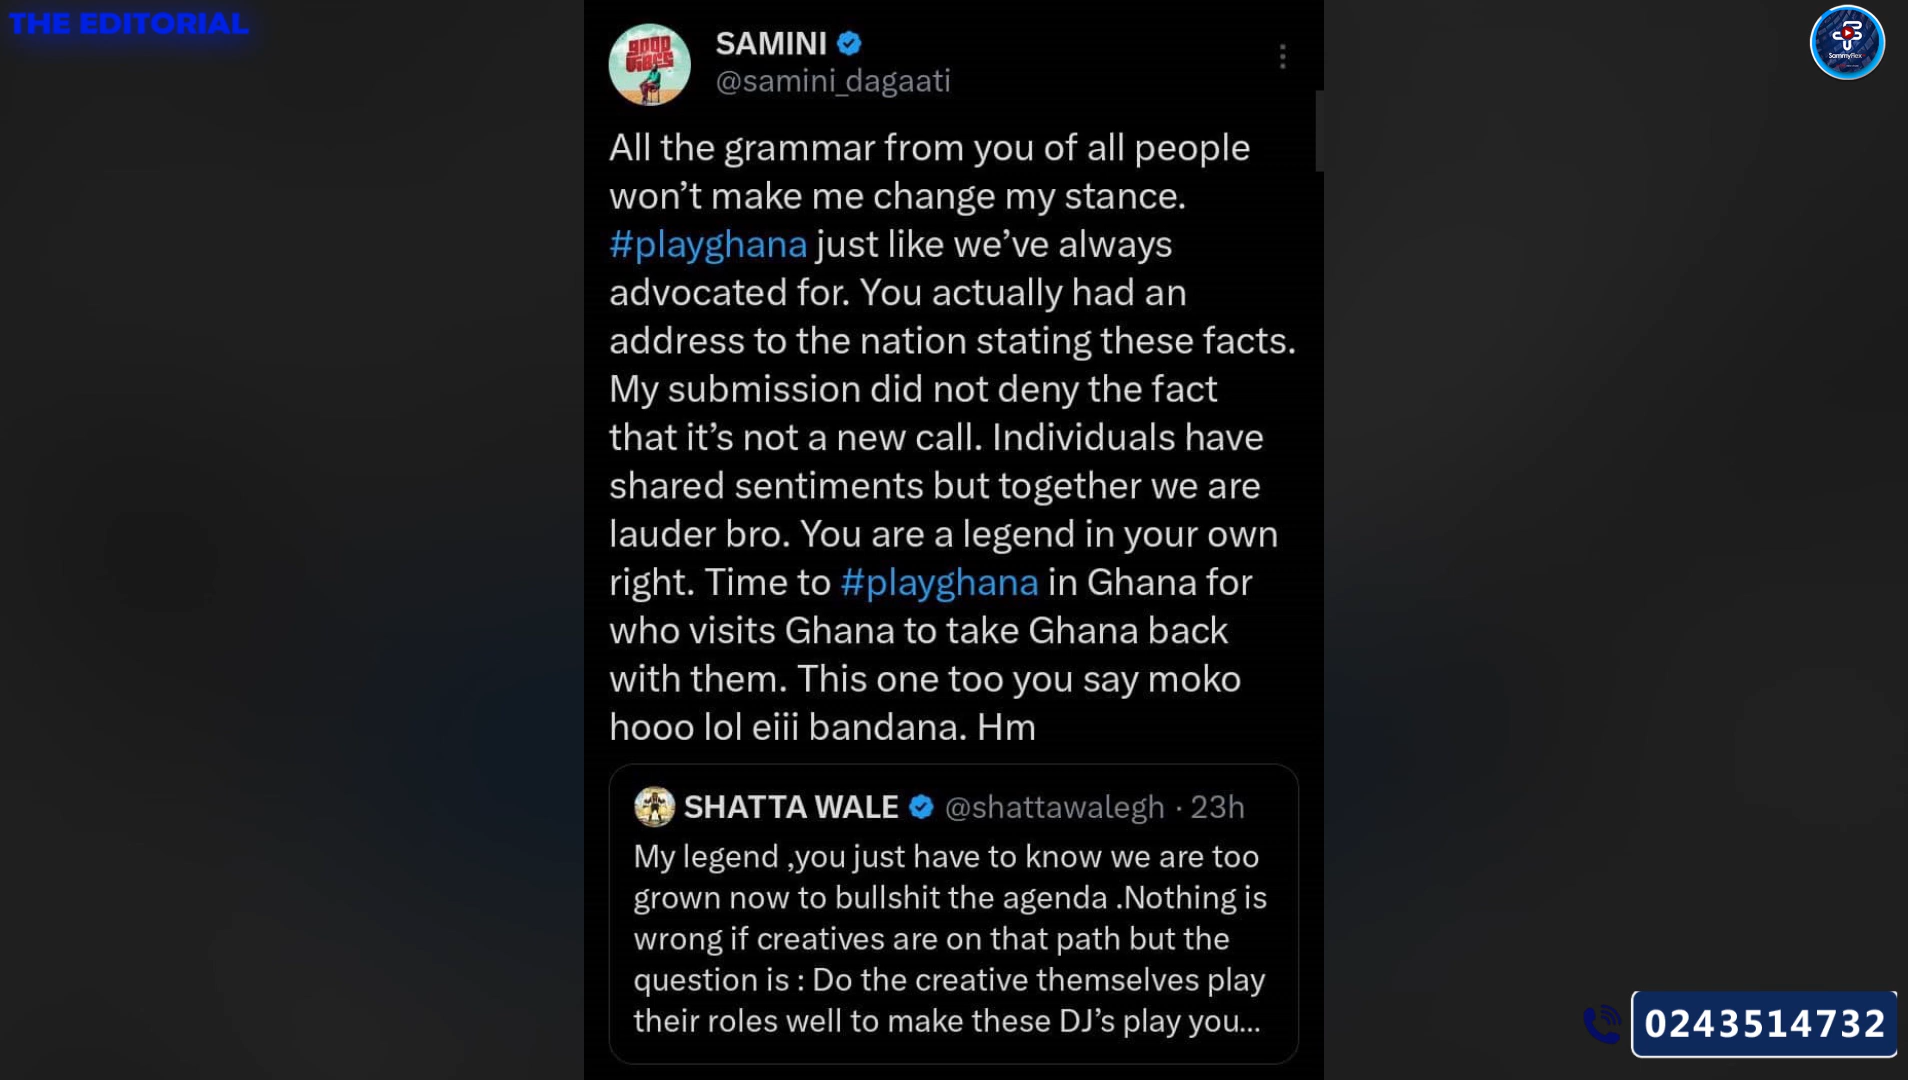 THE EDITORIAL
GOOD
VIBES
SAMINI
@samini_dagaati
All the grammar from you of all people
won’t make me change my stance.
#playghana just like we’ve always
advocated for. You actually had an
address to the nation stating these facts.
My submission did not deny the fact
that it’s not a new call. Individuals have
shared sentiments but together we are
lauder bro. You are a legend in your own
right. Time to #playghana in Ghana for
who visits Ghana to take Ghana back
with them. This one too you say moko
hooo lol eiii bandana. Hm
SHATTA WALE @shattawalegh · 23h
My legend ,you just have to know we are too
grown now to bullshit the agenda .Nothing is
wrong if creatives are on that path but the
question is : Do the creative themselves play
their roles well to make these DJ’s play you...
SammyFlex
0243514732